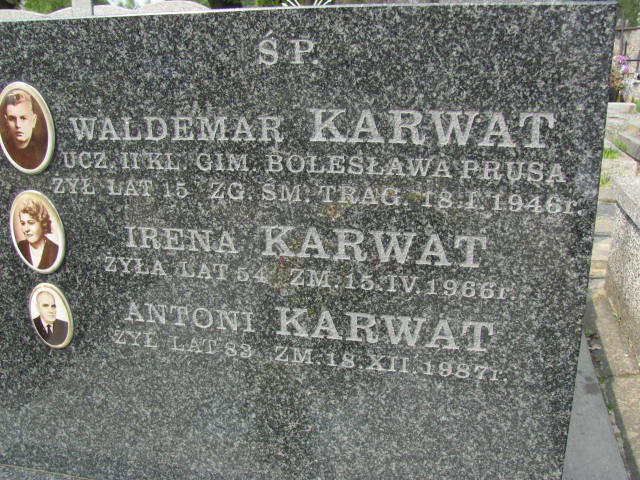 ŚP.
WALDEMAR KARWAT
UCZ. II KL. GIM. BOLESŁAWA PRUSA
ŻYŁ LAT 15 ZG. ŚM. TRAG. 18.I.1946r.
IRENA KARWAT
ŻYŁA LAT 54 ZM. 15.IV.1966r.
ANTONI KARWAT
ŻYŁ LAT 83 ZM. 18.XII.1987r.